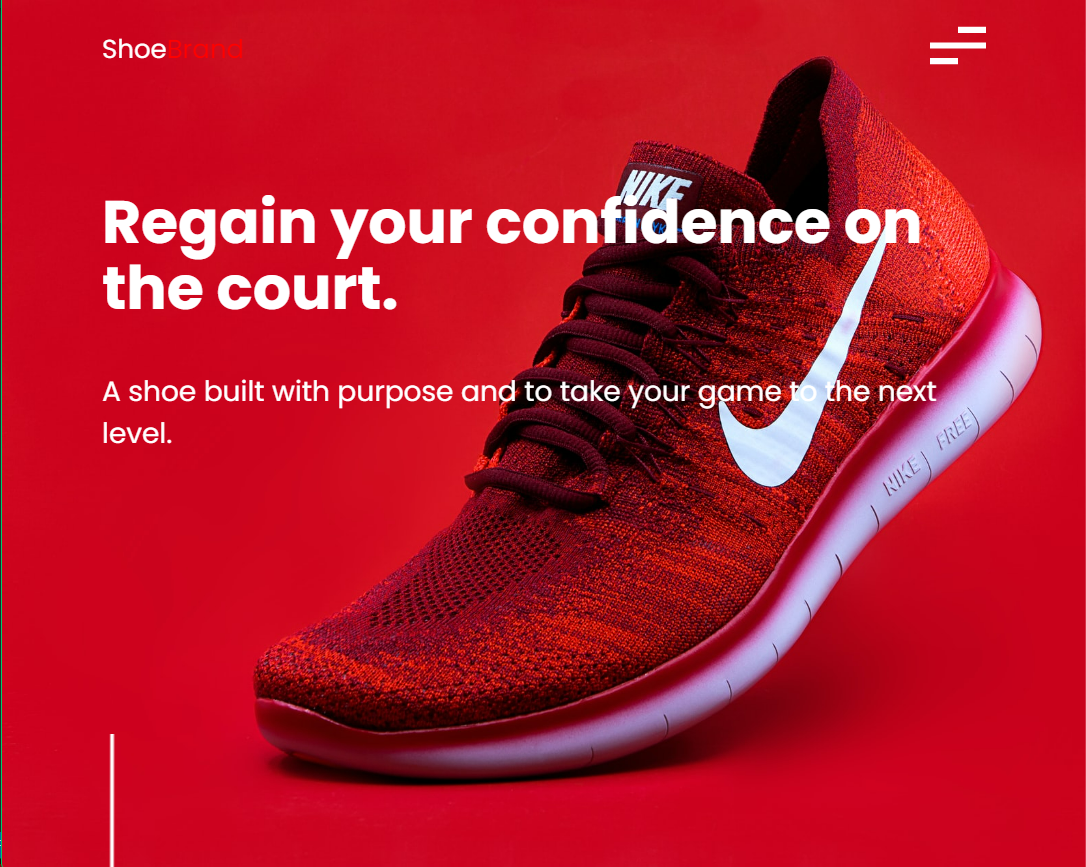 ShoeBrand
NIKE
Regain your confidence on
the court.
A shoe built with purpose and to take your game to the next
level.
NIKE FREE